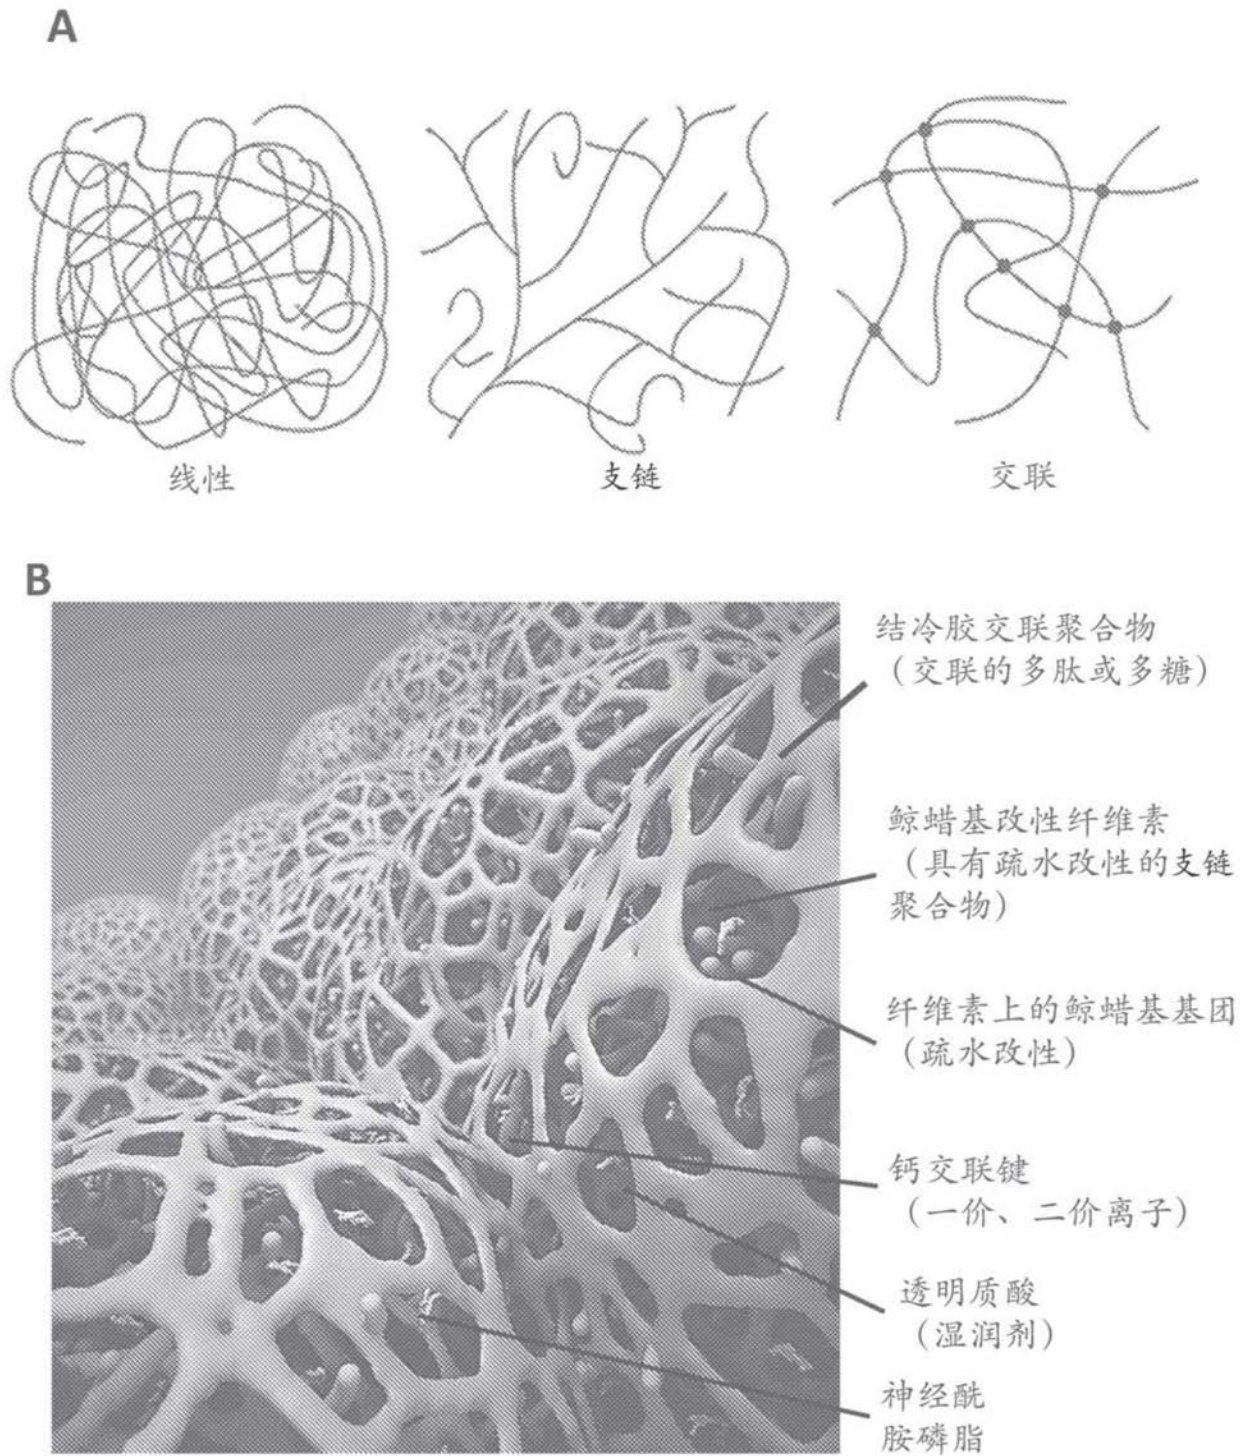 A
线性
支链
交联
B
结冷胶交联聚合物
（交联的多肽或多糖）
鲸蜡基改性纤维素
（具有疏水改性的支链
聚合物）
纤维素上的鲸蜡基基团
（疏水改性）
钙交联键
（一价、二价离子）
透明质酸
（湿润剂）
神经酰
胺磷脂